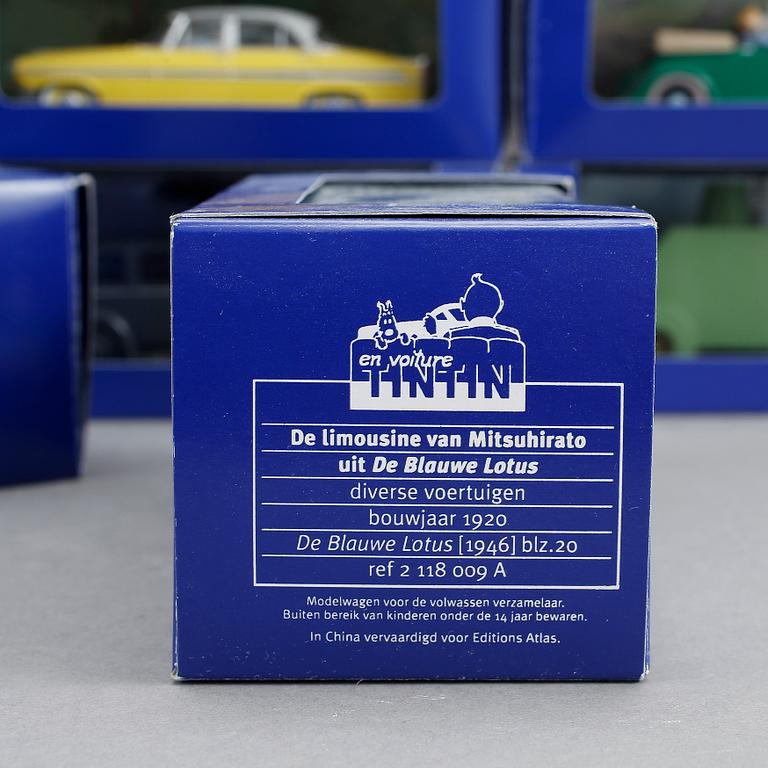 en voiture
TINTIN
De limousine van Mitsuhirato
uit De Blauwe Lotus
diverse voertuigen
bouwjaar 1920
De Blauwe Lotus [1946] blz.20
ref 2 118 009 A
Modelwagen voor de volwassen verzamelaar.
Buiten bereik van kinderen onder de 14 jaar bewaren.
In China vervaardigd voor Editions Atlas.